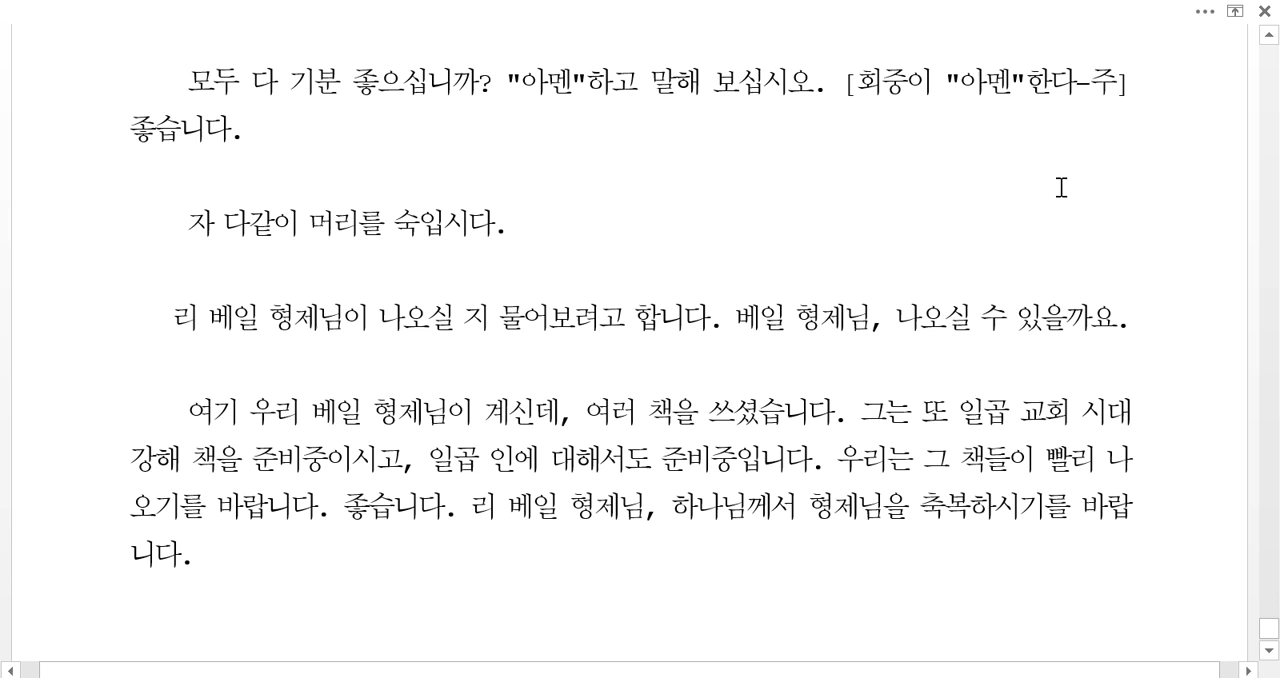 모두 다 기분 좋으십니까? "아멘"하고 말해 보십시오. [회중이 "아멘"한다-주]
좋습니다.
자 다같이 머리를 숙입시다.
리 베일 형제님이 나오실 지 물어보려고 합니다. 베일 형제님, 나오실 수 있을까요.
여기 우리 베일 형제님이 계신데, 여러 책을 쓰셨습니다. 그는 또 일곱 교회 시대
강해 책을 준비중이시고, 일곱 인에 대해서도 준비중입니다. 우리는 그 책들이 빨리 나
오기를 바랍니다. 좋습니다. 리 베일 형제님, 하나님께서 형제님을 축복하시기를 바랍
니다.